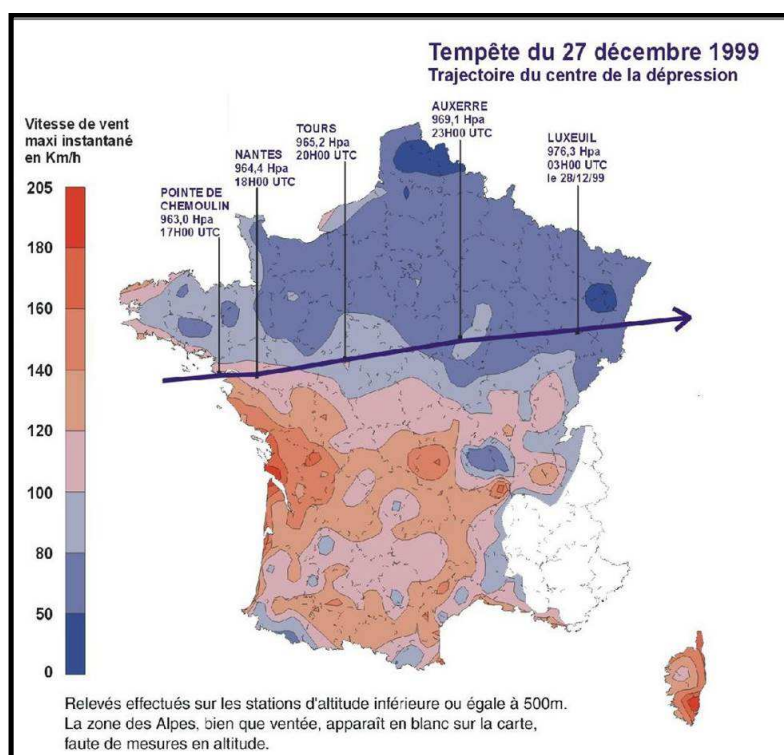 Tempête du 27 décembre 1999
Trajectoire du centre de la dépression
Vitesse de vent
maxi instantané
en Km/h
205
180
160
140
120
100
80
50
0
POINTE DE
CHEMOULIN
963,0 Hpa
17H00 UTC
NANTES
964,4 Hpa
18H00 UTC
TOURS
965,2 Hpa
20H00 UTC
AUXERRE
969,1 Hpa
23H00 UTC
LUXEUIL
976,3 Hpa
03H00 UTC
le 28/12/99
Relevés effectués sur les stations d'altitude inférieure ou égale à 500m.
La zone des Alpes, bien que ventée, apparaît en blanc sur la carte,
faute de mesures en altitude.